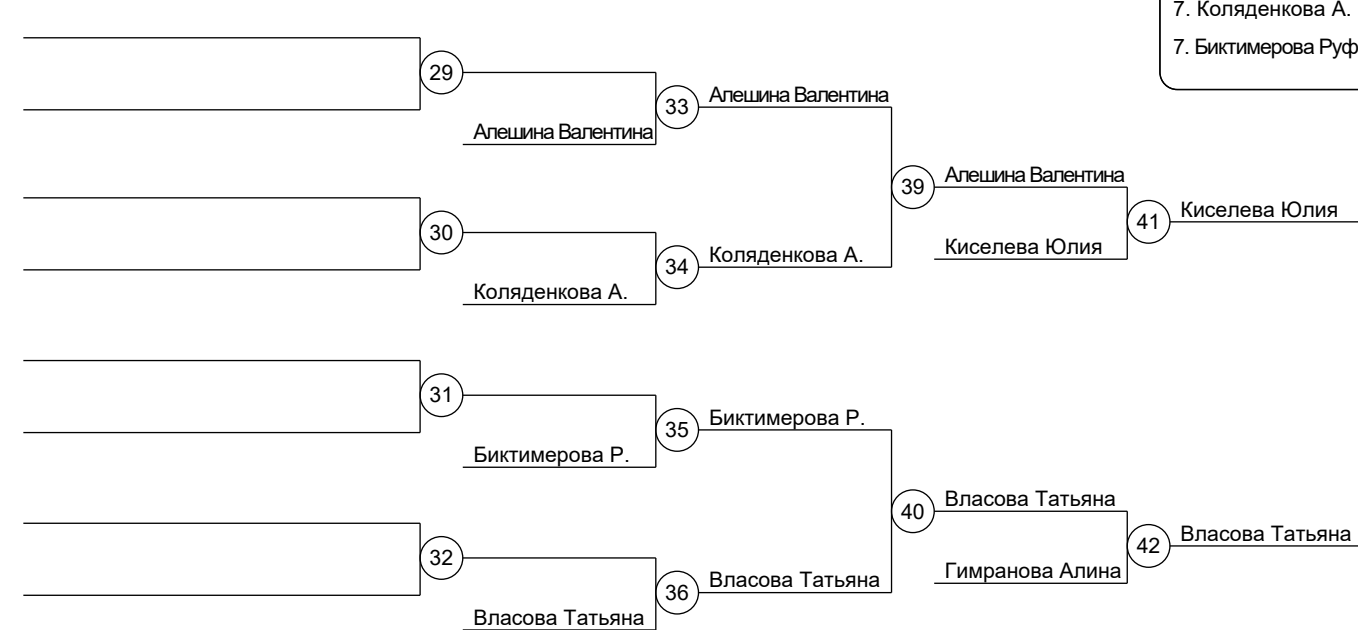 7. Коляденкова А.
7. Биктимерова Руф
29
33 Алешина Валентина
Алешина Валентина
39 Алешина Валентина
41 Киселева Юлия
30
Киселева Юлия
34 Коляденкова А.
Коляденкова А.
31
35 Биктимерова Р.
Биктимерова Р.
40 Власова Татьяна
42 Власова Татьяна
32
Гимранова Алина
36 Власова Татьяна
Власова Татьяна